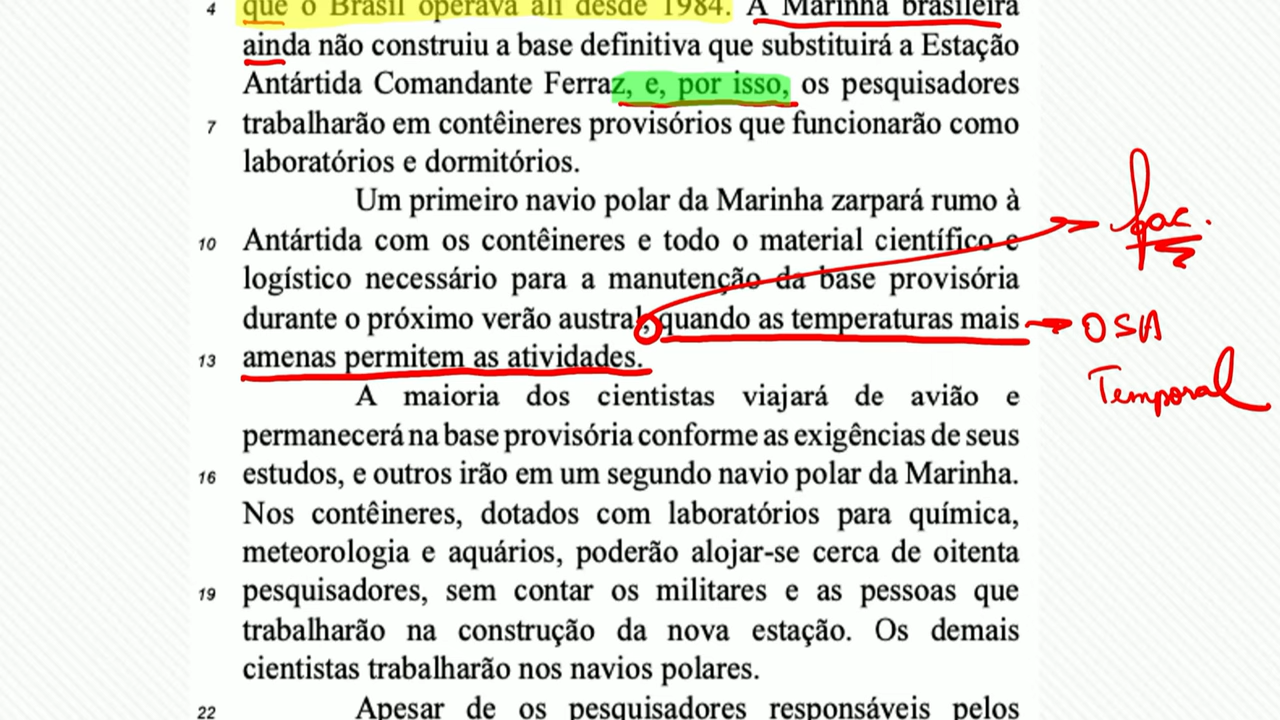 4 que o Brasil operava ali desde 1984. A Marinha brasileira
ainda não construiu a base definitiva que substituirá a Estação
Antártida Comandante Ferraz, e, por isso, os pesquisadores
7 trabalharão em contêineres provisórios que funcionarão como
laboratórios e dormitórios.
Um primeiro navio polar da Marinha zarpará rumo à
10 Antártida com os contêineres e todo o material científico e
logístico necessário para a manutenção da base provisória
durante o próximo verão austral, quando as temperaturas mais
13 amenas permitem as atividades.
fac.
OSA
Temporal
A maioria dos cientistas viajará de avião e
permanecerá na base provisória conforme as exigências de seus
16 estudos, e outros irão em um segundo navio polar da Marinha.
Nos contêineres, dotados com laboratórios para química,
meteorologia e aquários, poderão alojar-se cerca de oitenta
19 pesquisadores, sem contar os militares e as pessoas que
trabalharão na construção da nova estação. Os demais
cientistas trabalharão nos navios polares.
22 Apesar de os pesquisadores responsáveis pelos